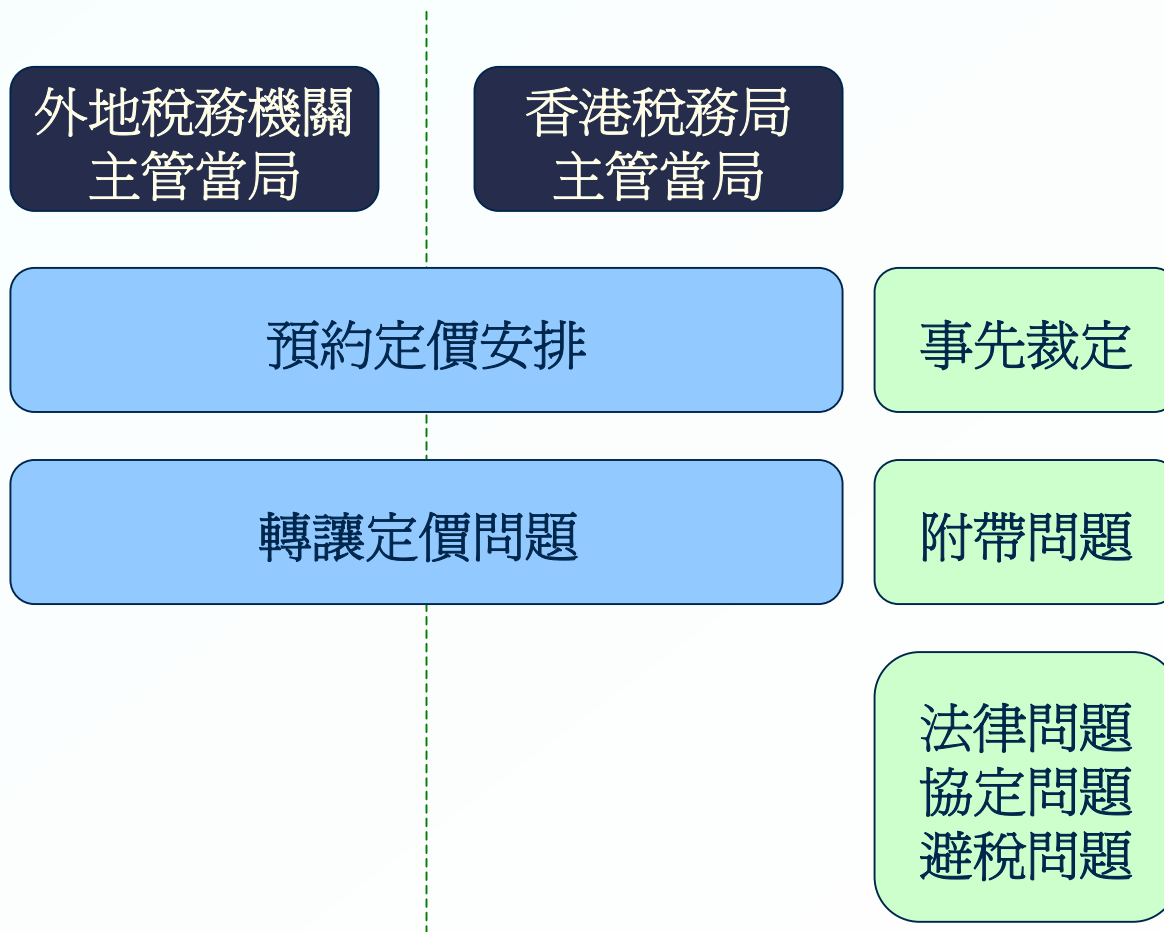 外地稅務機關
主管當局
香港稅務局
主管當局
預約定價安排
事先裁定
轉讓定價問題
附帶問題
法律問題
協定問題
避稅問題